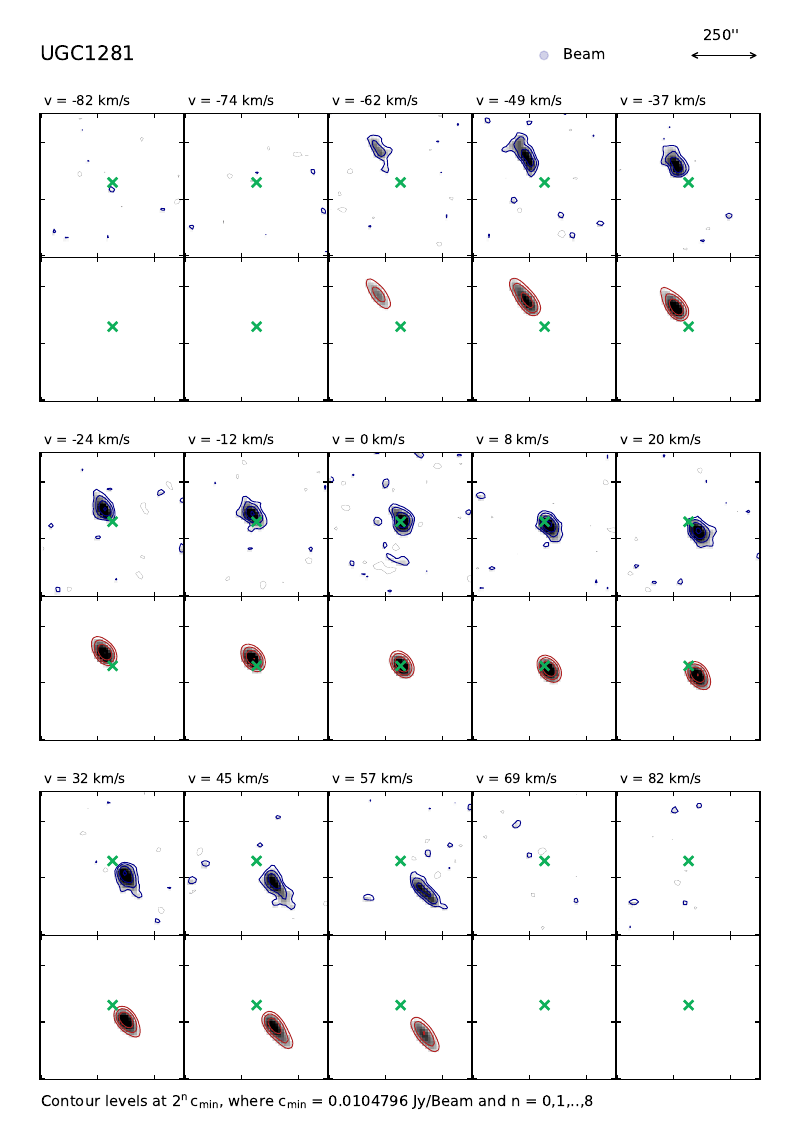 250''
UGC1281
Beam
v = -82 km/s v = -74 km/s v = -62 km/s v = -49 km/s v = -37 km/s
v = -24 km/s v = -12 km/s v = 0 km/s v = 8 km/s v = 20 km/s
v = 32 km/s v = 45 km/s v = 57 km/s v = 69 km/s v = 82 km/s
Contour levels at 2ⁿ cₘᵢₙ, where cₘᵢₙ = 0.0104796 Jy/Beam and n = 0,1,..,8